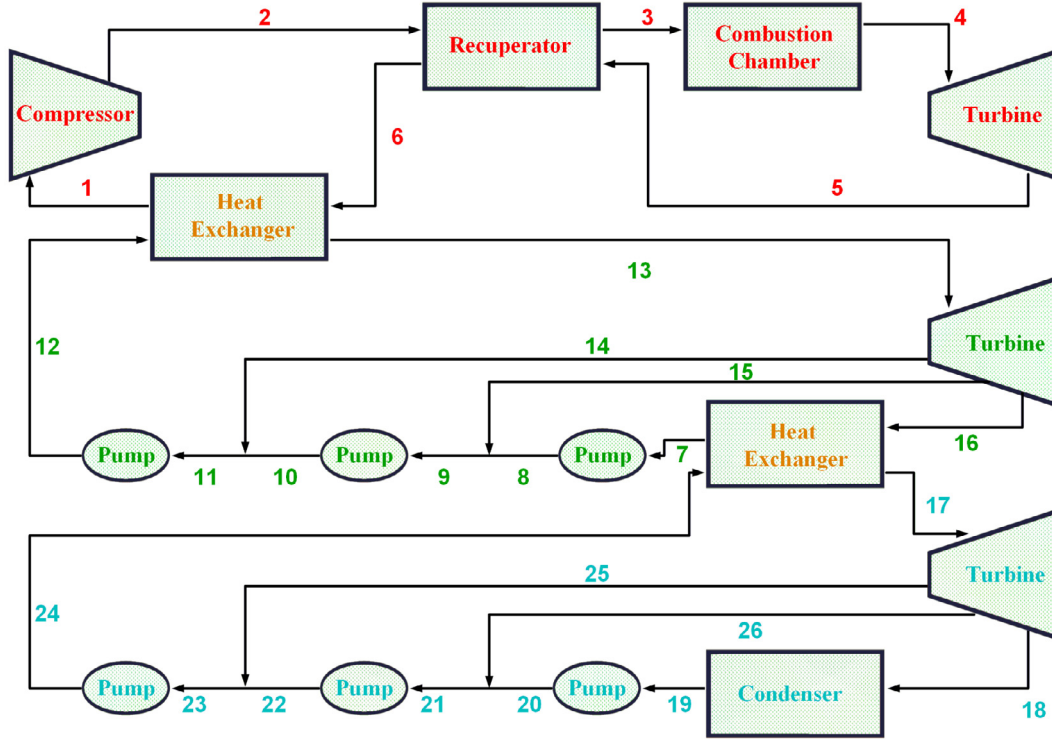 2
3
4
Recuperator
Combustion
Chamber
Compressor
Turbine
6
1
5
Heat
Exchanger
13
12
14
Turbine
15
Heat
Exchanger
16
Pump
Pump
Pump
7
11
10
9
8
17
25
Turbine
24
26
Pump
Pump
Pump
Condenser
23
22
21
20
19
18